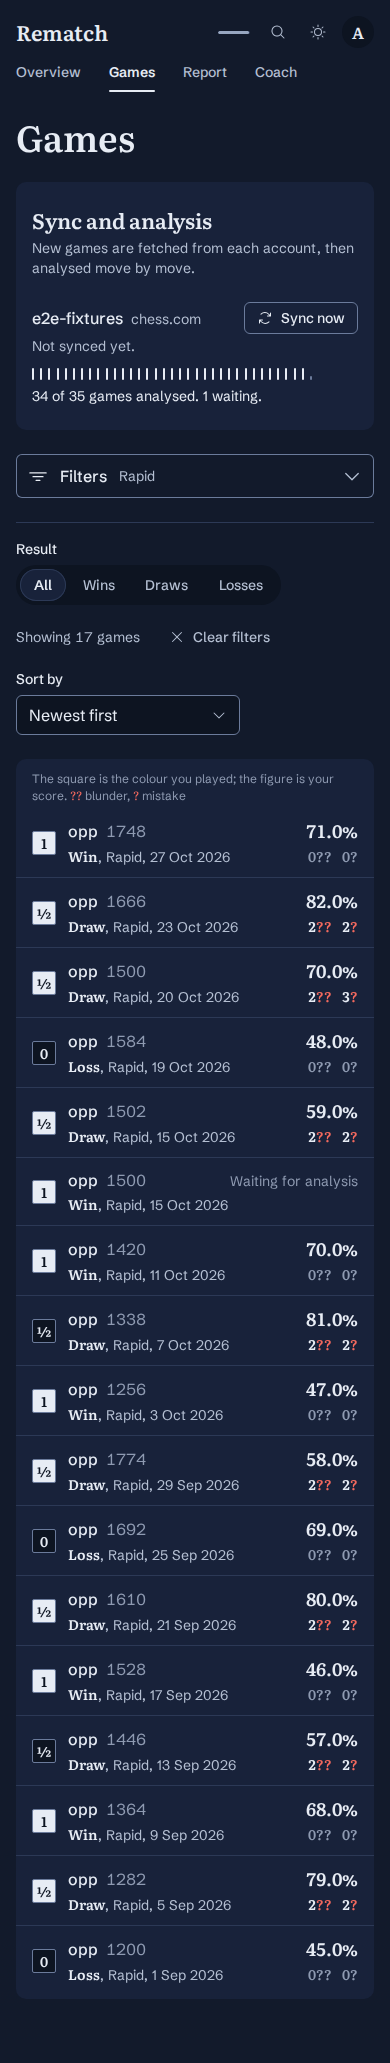 Rematch
A
Overview Games Report Coach
Games
Sync and analysis
New games are fetched from each account, then
analysed move by move.
e2e-fixtures chess.com Sync now
Not synced yet.
34 of 35 games analysed. 1 waiting.
Filters Rapid
Result
All Wins Draws Losses
Showing 17 games Clear filters
Sort by
Newest first
The square is the colour you played; the figure is your
score. ?? blunder, ? mistake
1 opp 1748 71.0%
Win, Rapid, 27 Oct 2026 0?? 0?
½ opp 1666 82.0%
Draw, Rapid, 23 Oct 2026 2?? 2?
½ opp 1500 70.0%
Draw, Rapid, 20 Oct 2026 2?? 3?
0 opp 1584 48.0%
Loss, Rapid, 19 Oct 2026 0?? 0?
½ opp 1502 59.0%
Draw, Rapid, 15 Oct 2026 2?? 2?
1 opp 1500 Waiting for analysis
Win, Rapid, 15 Oct 2026
1 opp 1420 70.0%
Win, Rapid, 11 Oct 2026 0?? 0?
½ opp 1338 81.0%
Draw, Rapid, 7 Oct 2026 2?? 2?
1 opp 1256 47.0%
Win, Rapid, 3 Oct 2026 0?? 0?
½ opp 1774 58.0%
Draw, Rapid, 29 Sep 2026 2?? 2?
0 opp 1692 69.0%
Loss, Rapid, 25 Sep 2026 0?? 0?
½ opp 1610 80.0%
Draw, Rapid, 21 Sep 2026 2?? 2?
1 opp 1528 46.0%
Win, Rapid, 17 Sep 2026 0?? 0?
½ opp 1446 57.0%
Draw, Rapid, 13 Sep 2026 2?? 2?
1 opp 1364 68.0%
Win, Rapid, 9 Sep 2026 0?? 0?
½ opp 1282 79.0%
Draw, Rapid, 5 Sep 2026 2?? 2?
0 opp 1200 45.0%
Loss, Rapid, 1 Sep 2026 0?? 0?